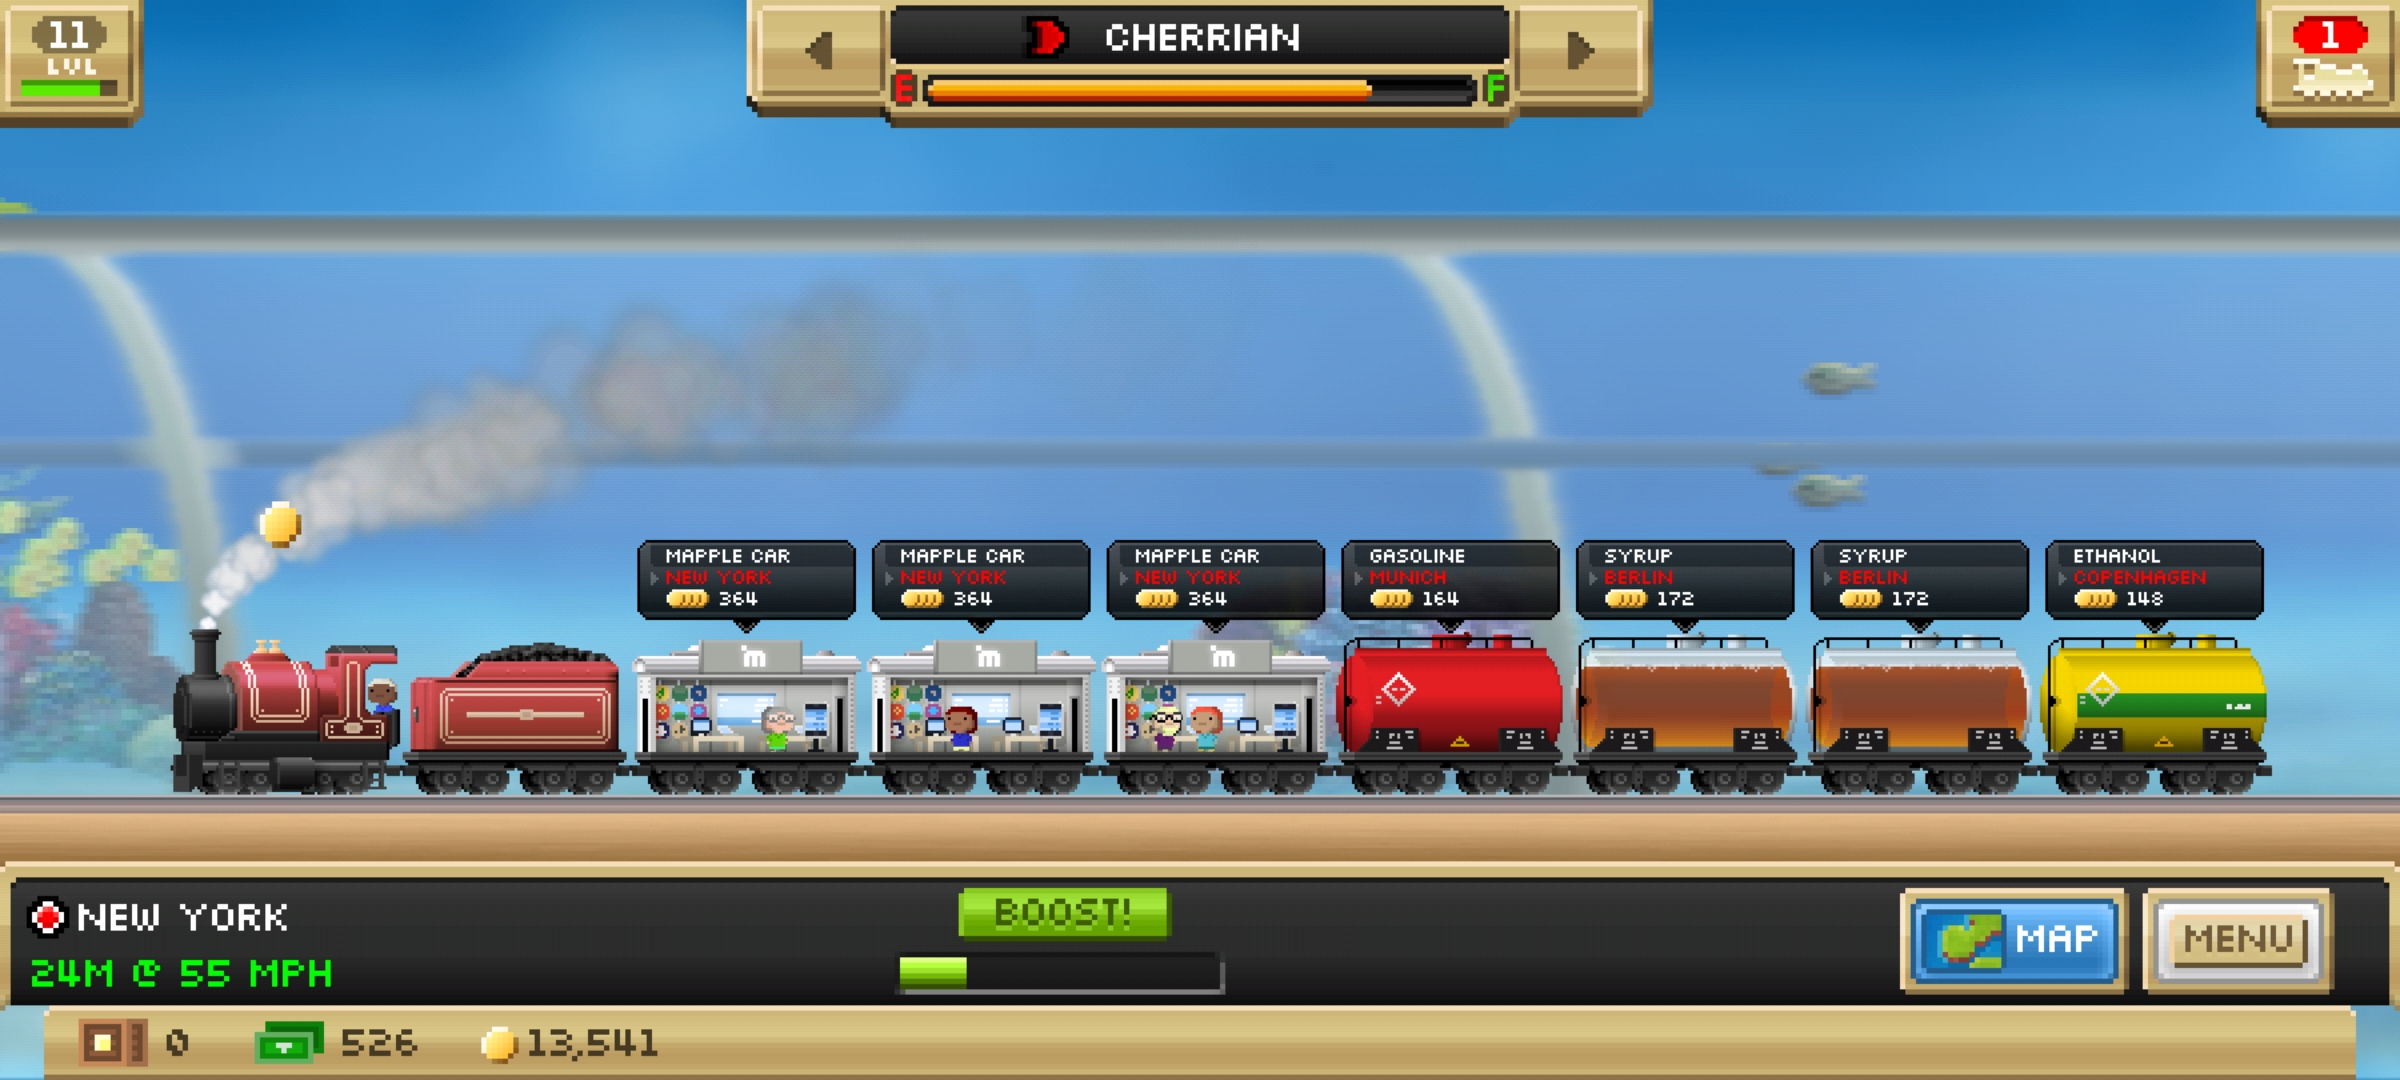 11
LVL
CHERRIAN
E
F
1
MAPPLE CAR
NEW YORK
364
MAPPLE CAR
NEW YORK
364
MAPPLE CAR
NEW YORK
364
GASOLINE
MUNICH
164
SYRUP
BERLIN
172
SYRUP
BERLIN
172
ETHANOL
COPENHAGEN
148
m
m
m
NEW YORK
24M @ 55 MPH
BOOST!
MAP
MENU
0
526
13,541